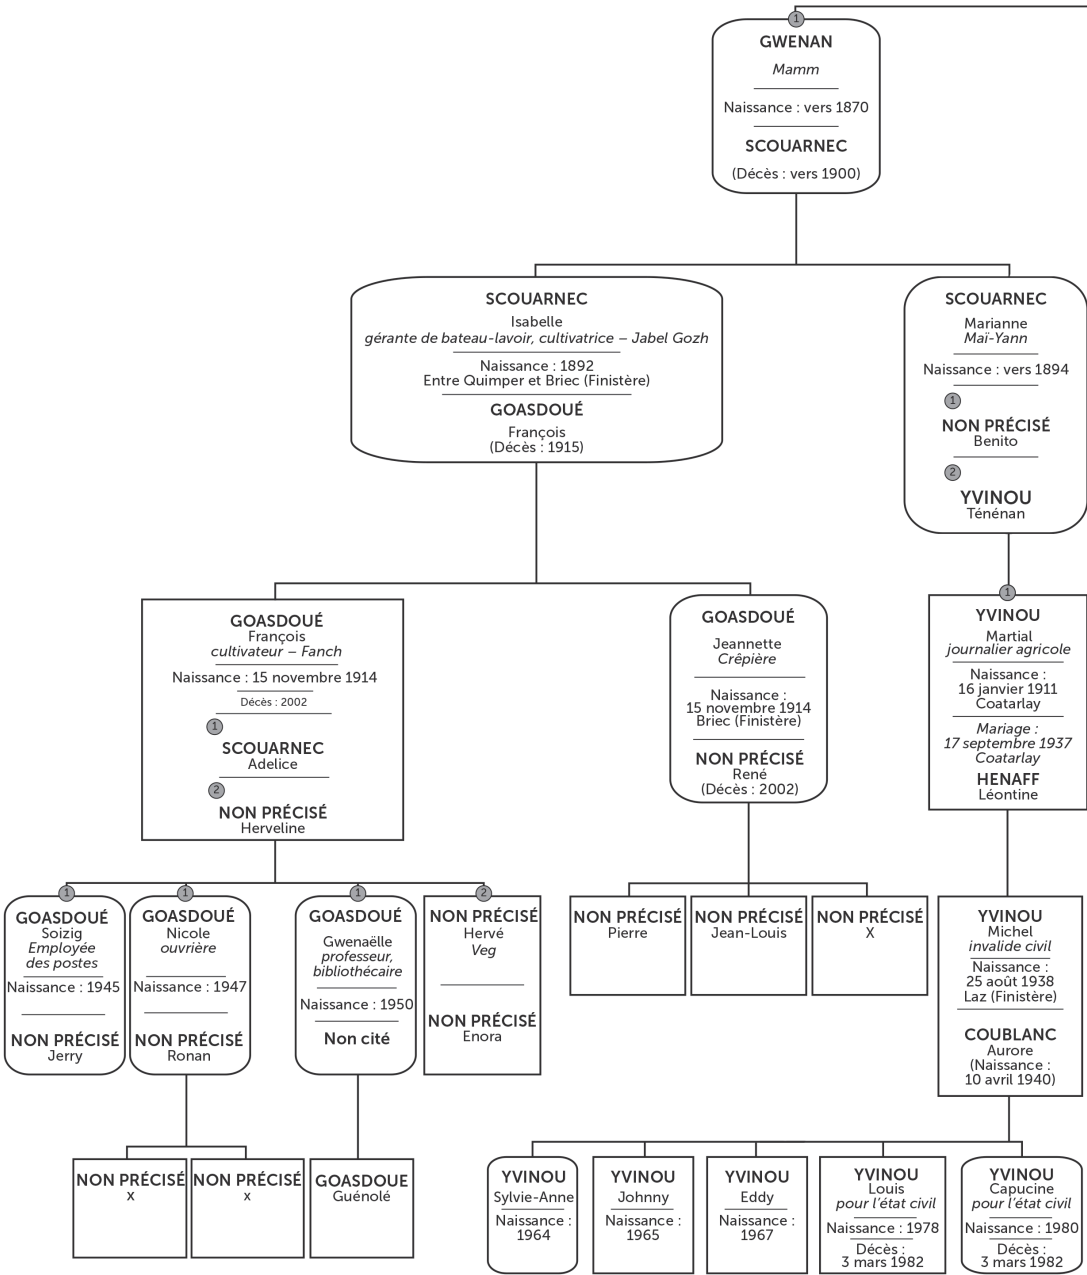 1
GWENAN
Mamm
Naissance : vers 1870
SCOUARNEC
(Décès : vers 1900)
SCOUARNEC
Isabelle
gérante de bateau-lavoir, cultivatrice – Jabel Gozh
Naissance : 1892
Entre Quimper et Briec (Finistère)
GOASDOUÉ
François
(Décès : 1915)
SCOUARNEC
Marianne
Maï-Yann
Naissance : vers 1894
1
NON PRÉCISÉ
Benito
2
YVINOU
Ténénan
GOASDOUÉ
François
cultivateur – Fanch
Naissance : 15 novembre 1914
Décès : 2002
1
SCOUARNEC
Adelice
2
NON PRÉCISÉ
Herveline
GOASDOUÉ
Jeannette
Crêpière
Naissance :
15 novembre 1914
Briec (Finistère)
NON PRÉCISÉ
René
(Décès : 2002)
1
YVINOU
Martial
journalier agricole
Naissance :
16 janvier 1911
Coatarlay
Mariage :
17 septembre 1937
Coatarlay
HENAFF
Léontine
1
GOASDOUÉ
Soizig
Employée
des postes
Naissance : 1945
NON PRÉCISÉ
Jerry
1
GOASDOUÉ
Nicole
ouvrière
Naissance : 1947
NON PRÉCISÉ
Ronan
1
GOASDOUÉ
Gwenaëlle
professeur,
bibliothécaire
Naissance : 1950
Non cité
2
NON PRÉCISÉ
Hervé
Veg
NON PRÉCISÉ
Enora
NON PRÉCISÉ
Pierre
NON PRÉCISÉ
Jean-Louis
NON PRÉCISÉ
X
YVINOU
Michel
invalide civil
Naissance :
25 août 1938
Laz (Finistère)
COUBLANC
Aurore
(Naissance :
10 avril 1940)
NON PRÉCISÉ
x
NON PRÉCISÉ
x
GOASDOUE
Guénolé
YVINOU
Sylvie-Anne
Naissance :
1964
YVINOU
Johnny
Naissance :
1965
YVINOU
Eddy
Naissance :
1967
YVINOU
Louis
pour l'état civil
Naissance : 1978
Décès :
3 mars 1982
YVINOU
Capucine
pour l'état civil
Naissance : 1980
Décès :
3 mars 1982